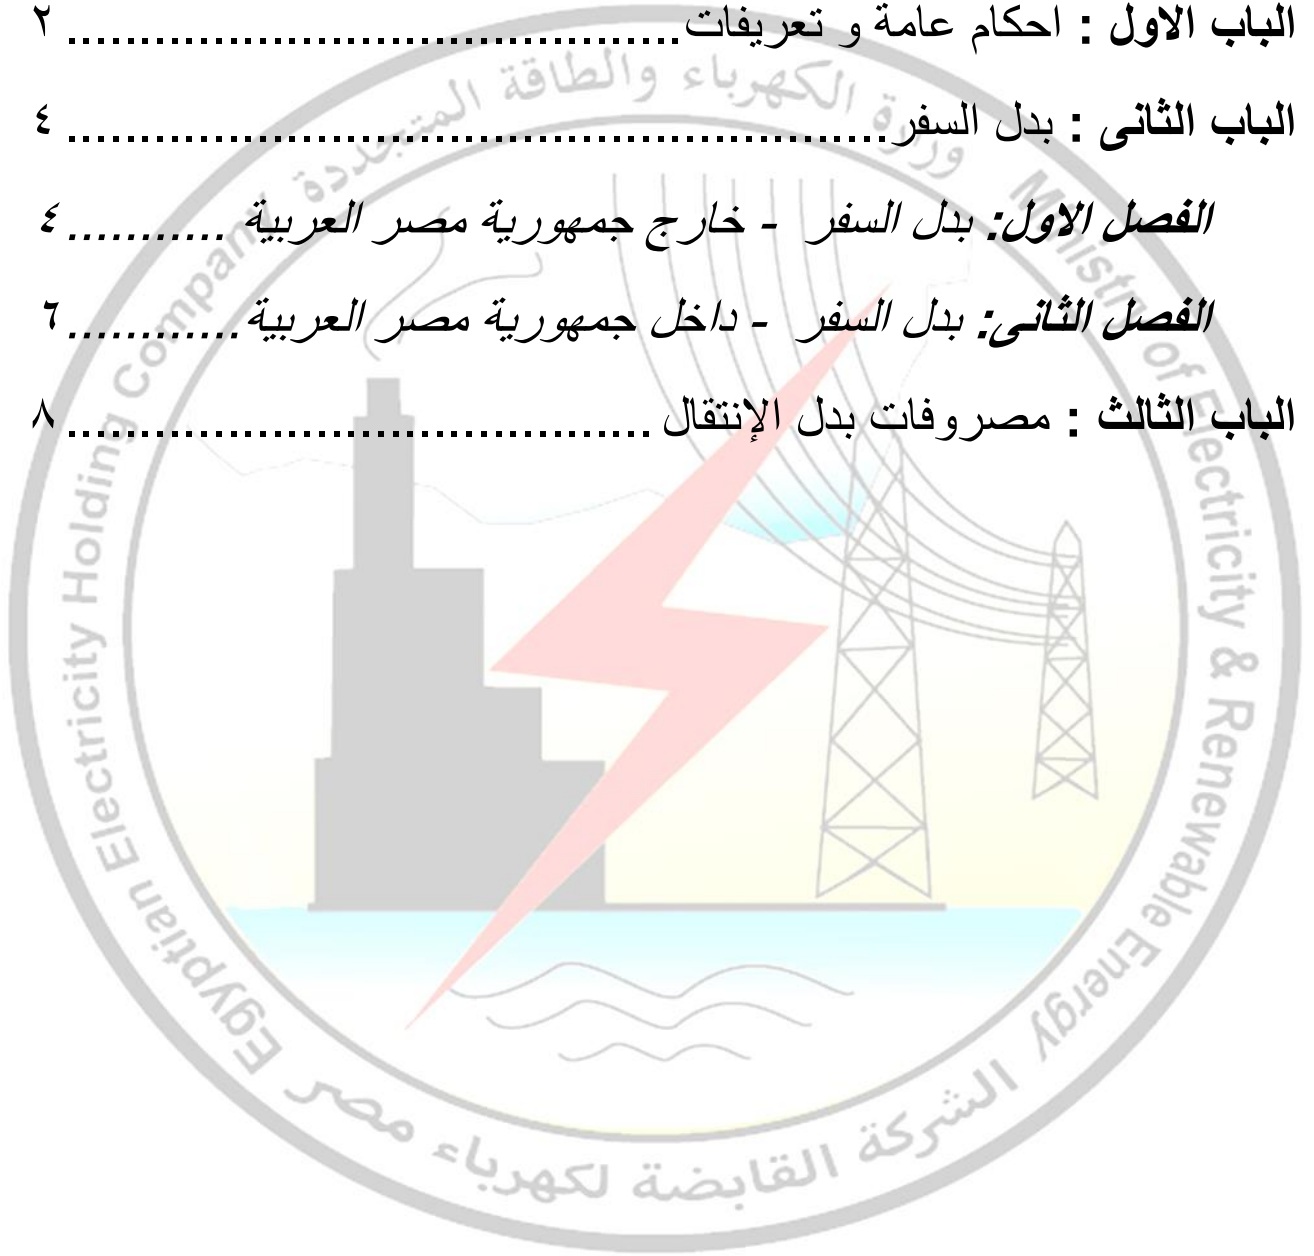 الباب الاول : احكام عامة و تعريفات.......................................... ٢
الباب الثانى : بدل السفر......................................................... ٤
الفصل الاول: بدل السفر - خارج جمهورية مصر العربية ........... ٤
الفصل الثانى: بدل السفر - داخل جمهورية مصر العربية............ ٦
الباب الثالث : مصروفات بدل الإنتقال ........................................ ٨
وزارة الكهرباء والطاقة المتجددة
Ministry of Electricity & Renewable Energy
Egyptian Electricity Holding Company
الشركة القابضة لكهرباء مصر